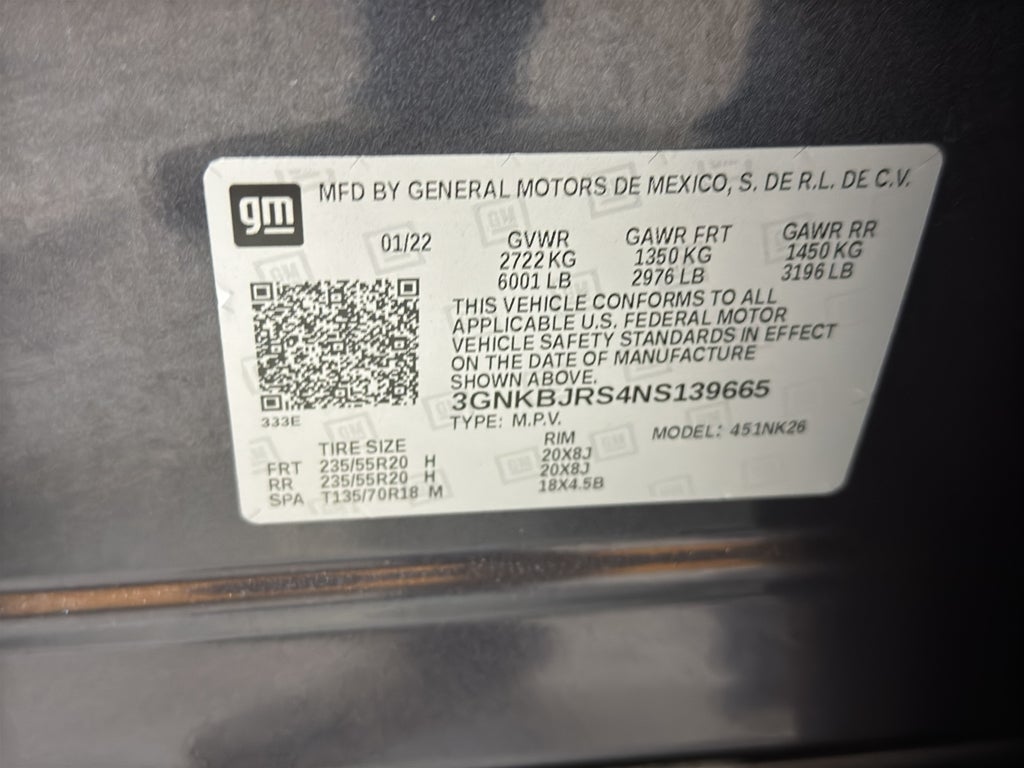 gm
MFD BY GENERAL MOTORS DE MEXICO, S. DE R.L. DE C.V.
01/22 GVWR GAWR FRT GAWR RR
2722 KG 1350 KG 1450 KG
6001 LB 2976 LB 3196 LB
THIS VEHICLE CONFORMS TO ALL
APPLICABLE U.S. FEDERAL MOTOR
VEHICLE SAFETY STANDARDS IN EFFECT
ON THE DATE OF MANUFACTURE
SHOWN ABOVE.
3GNKBJRS4NS139665
333E
TYPE: M.P.V. MODEL: 451NK26
TIRE SIZE RIM
FRT 235/55R20 H 20X8J
RR 235/55R20 H 20X8J
SPA T135/70R18 M 18X4.5B